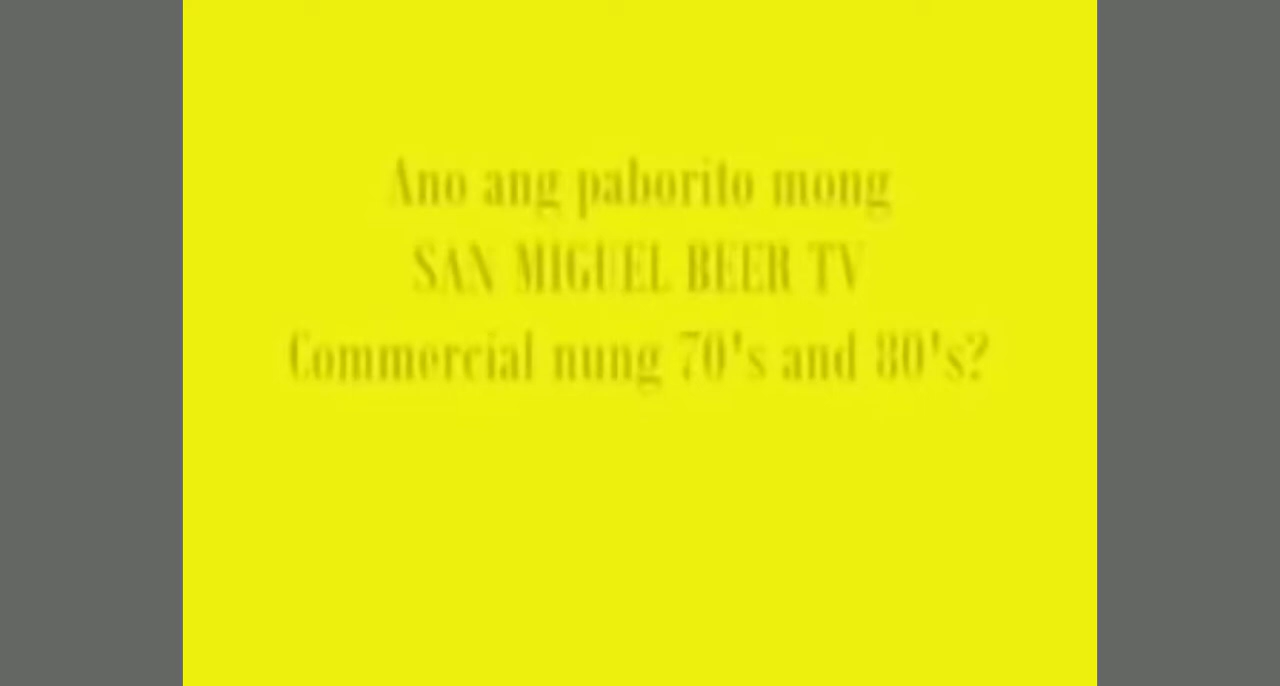 Ano ang paborito mong
SAN MIGUEL BEER TV
Commercial nung 70's and 80's?